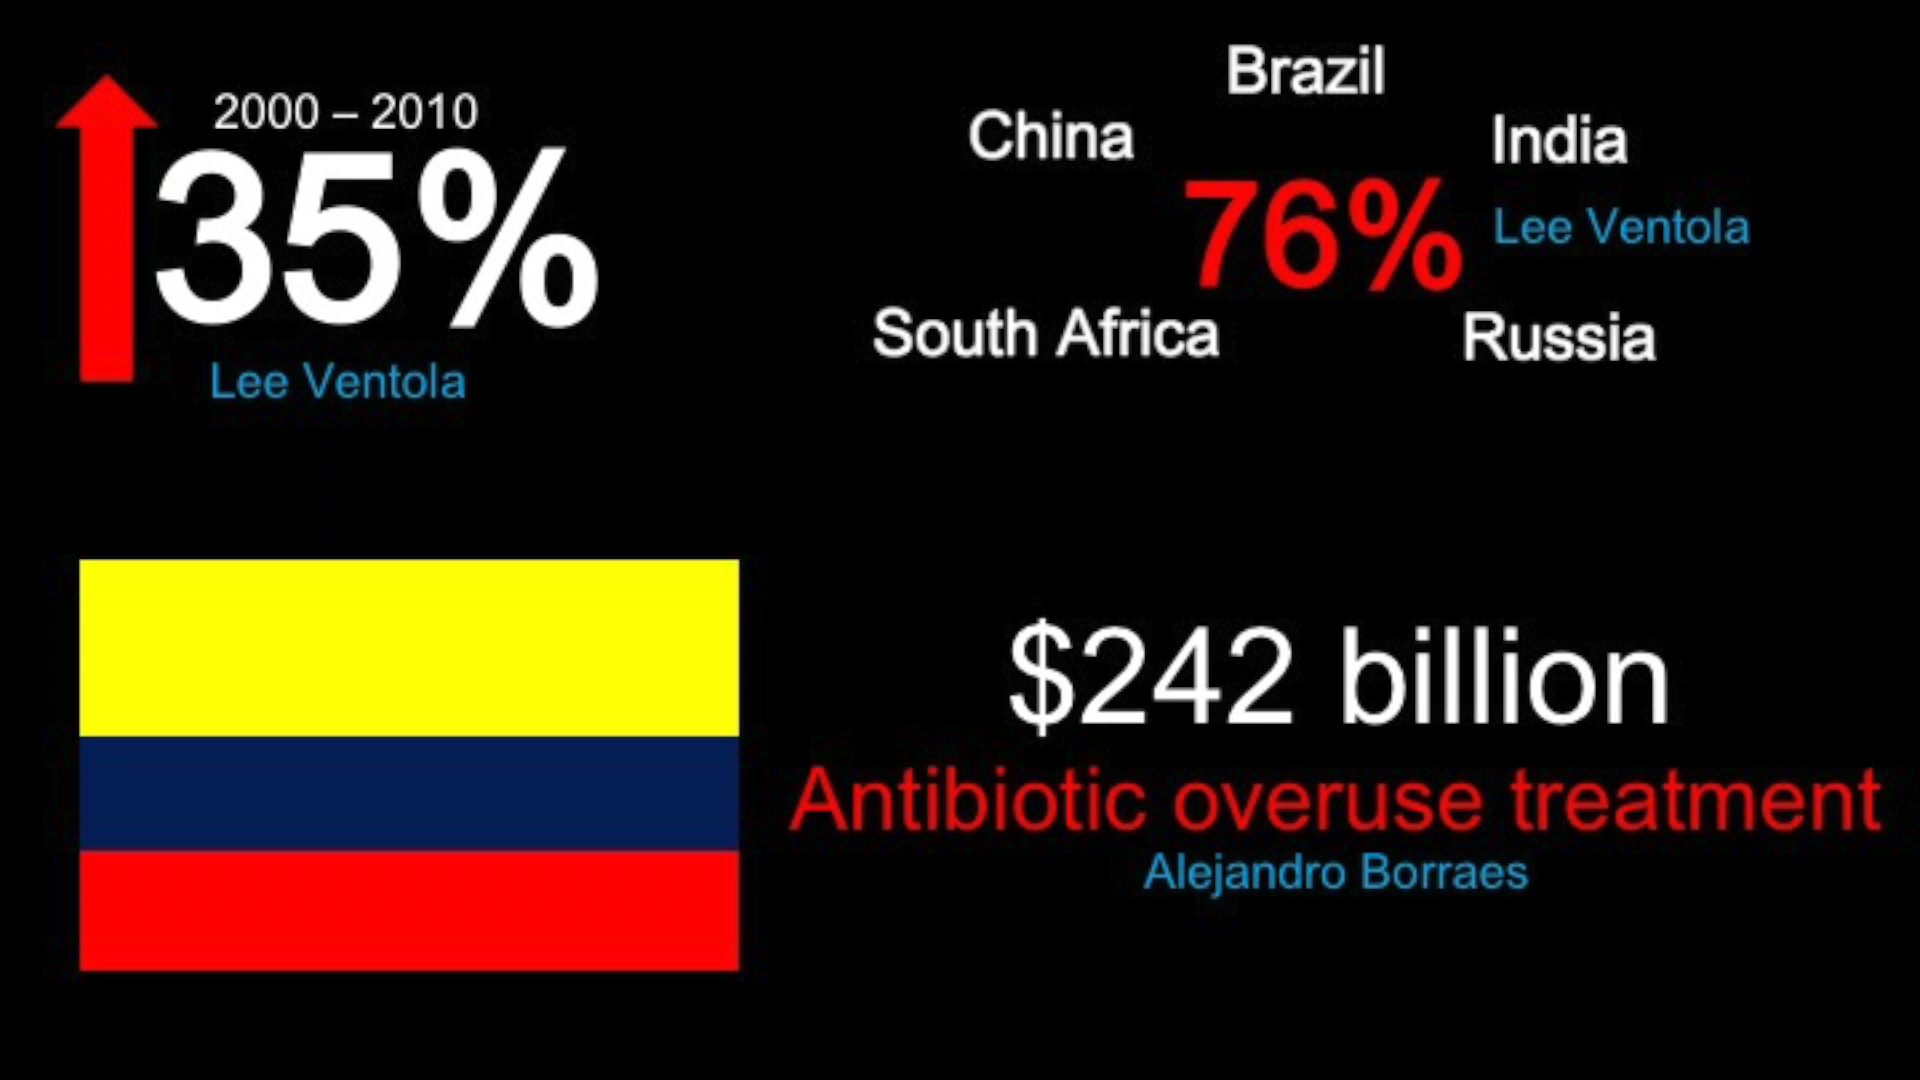 2000 – 2010
35%
Lee Ventola
Brazil
China
India
76%
Lee Ventola
South Africa
Russia
$242 billion
Antibiotic overuse treatment
Alejandro Borraes